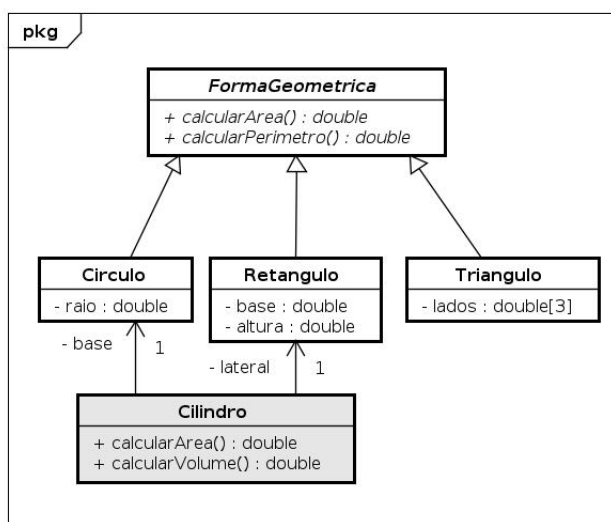 pkg
FormaGeometrica
+ calcularArea() : double
+ calcularPerimetro() : double
Circulo
- raio : double
Retangulo
- base : double
- altura : double
Triangulo
- lados : double[3]
- base
1
- lateral
1
Cilindro
+ calcularArea() : double
+ calcularVolume() : double